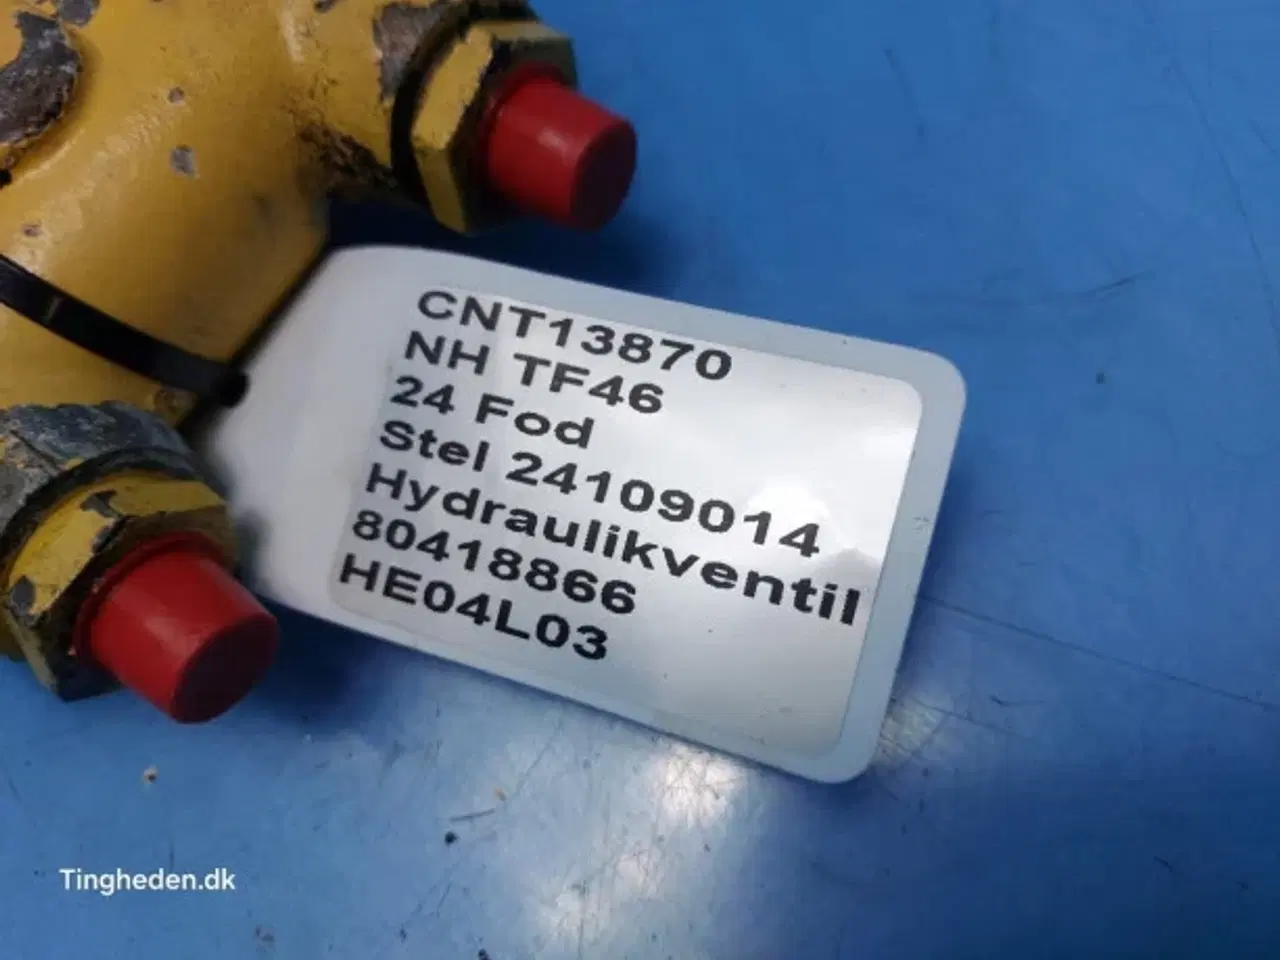 CNT13870
NH TF46
24 Fod
Stel 24109014
Hydraulikventil
80418866
HE04L03
Tingheden.dk